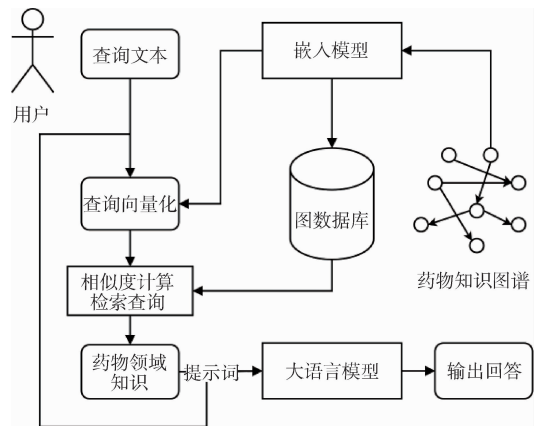 查询文本
嵌入模型
用户
查询向量化
图数据库
药物知识图谱
相似度计算
检索查询
药物领域
知识
提示词
大语言模型
输出回答